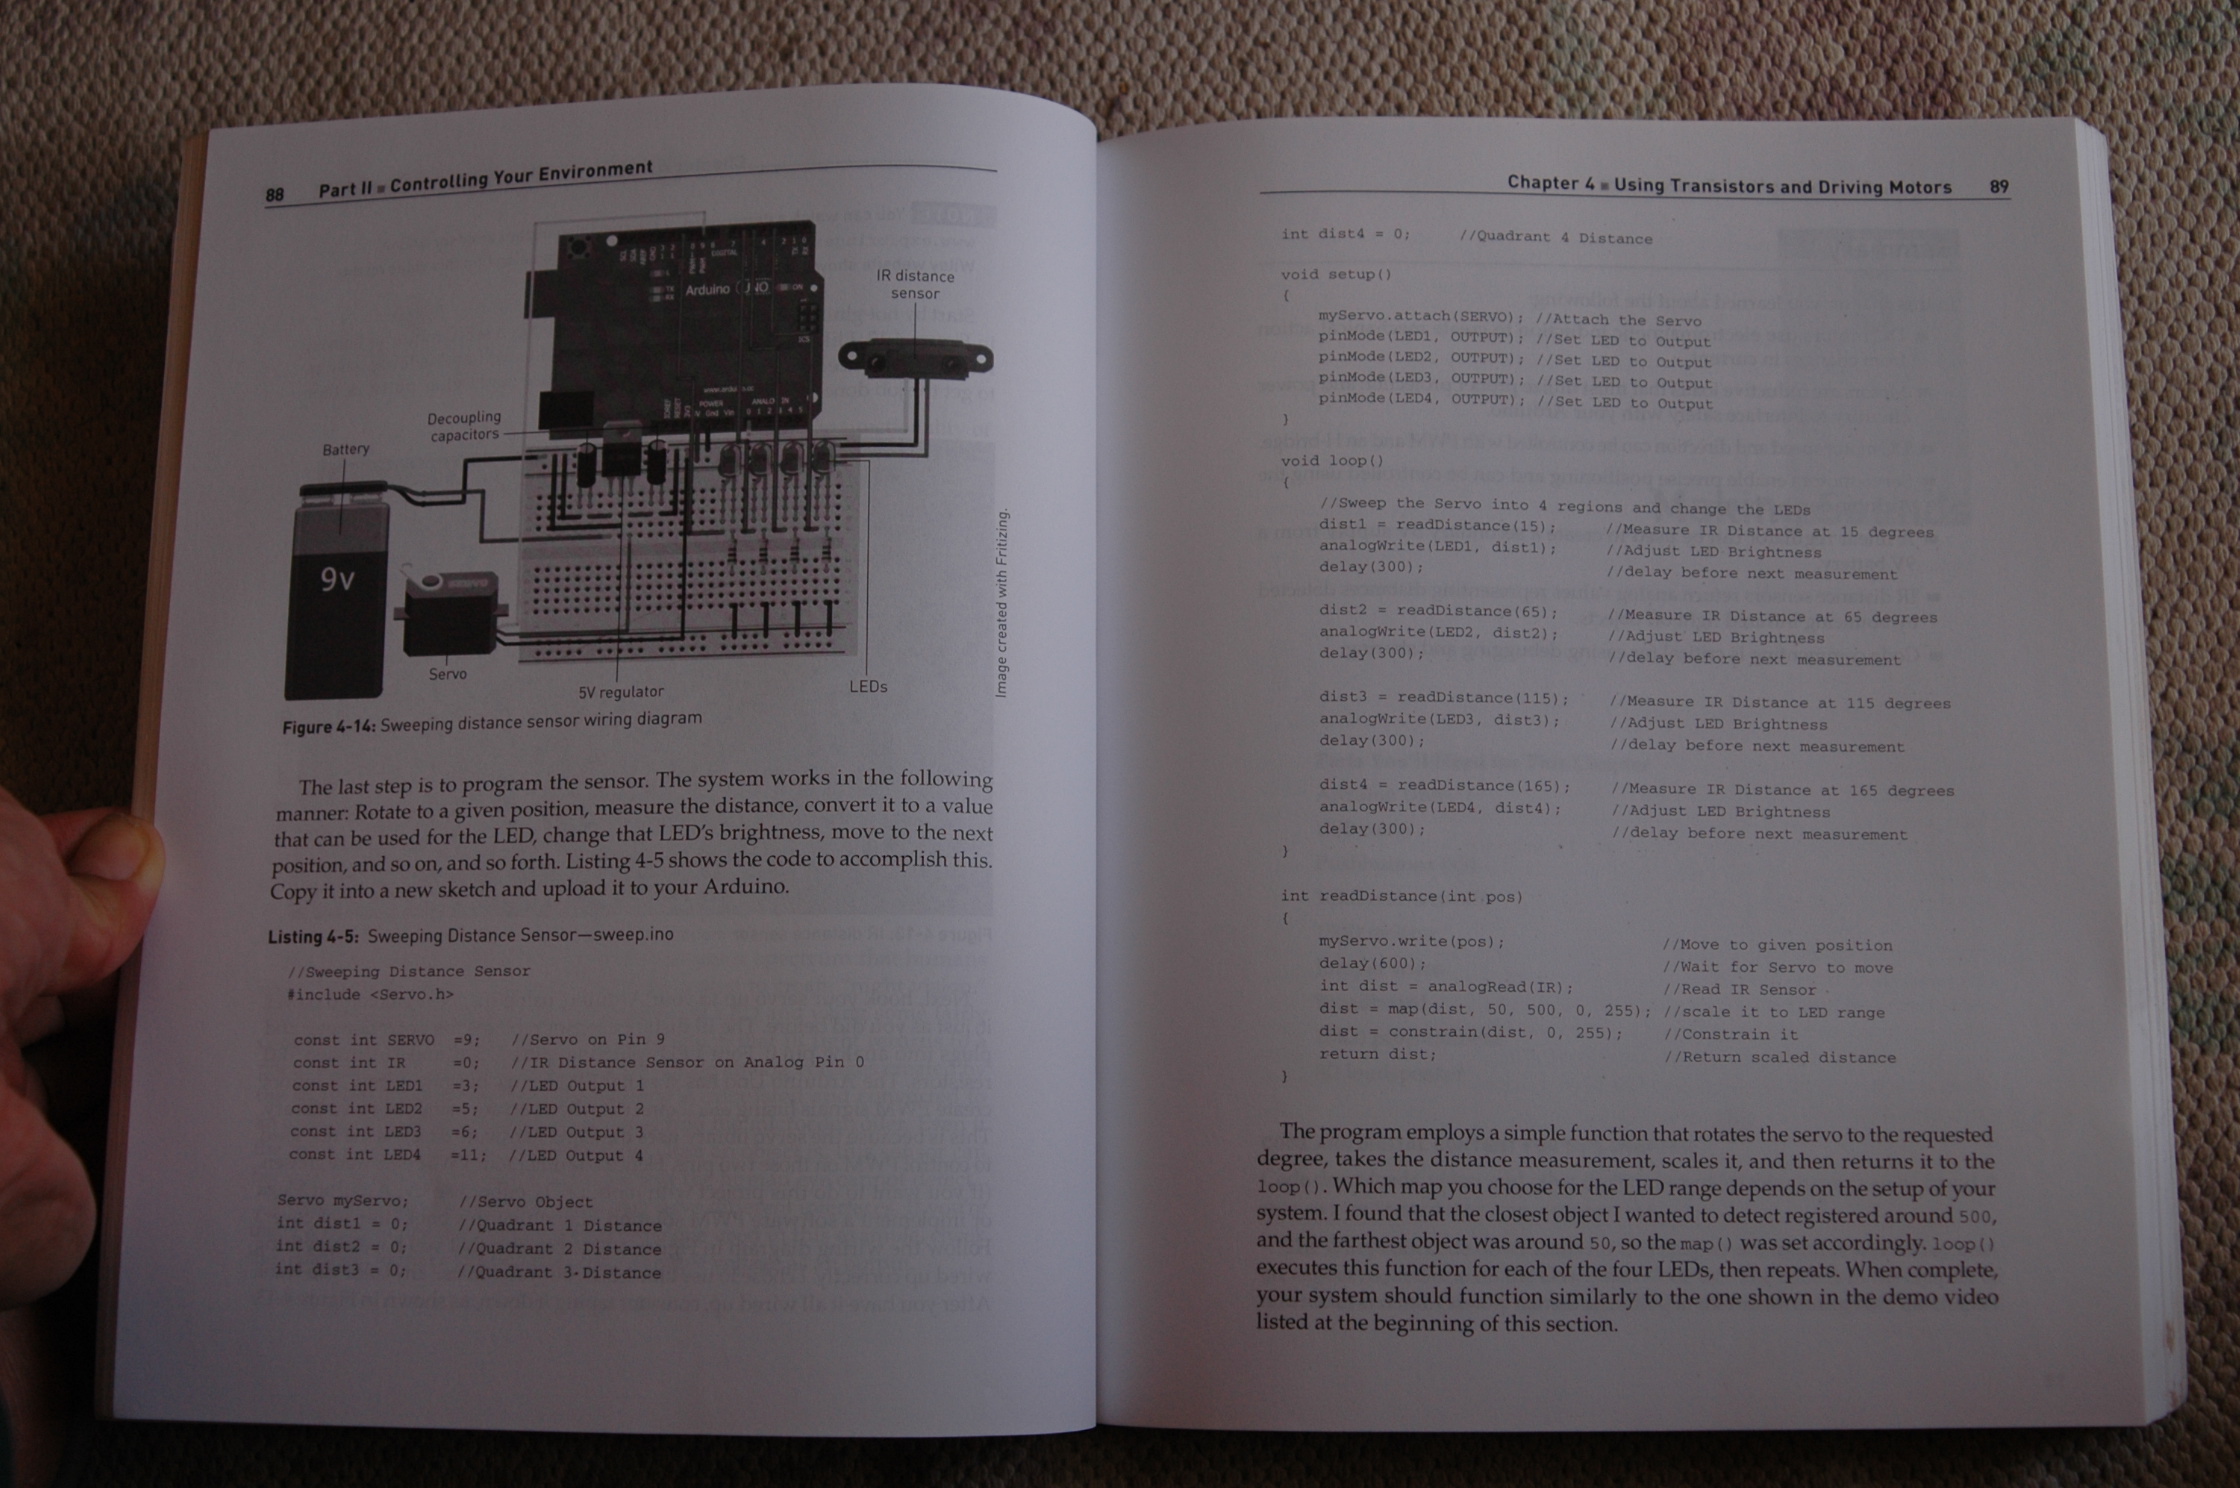 88 Part II ■ Controlling Your Environment
IR distance
sensor
Arduino UNO
ON
DIGITAL
TX
RX
POWER
Gnd Vin
Decoupling
capacitors
Battery
9v
SERVO
Servo
5V regulator
LEDs
Image created with Fritizing.
Figure 4-14: Sweeping distance sensor wiring diagram
The last step is to program the sensor. The system works in the following
manner: Rotate to a given position, measure the distance, convert it to a value
that can be used for the LED, change that LED's brightness, move to the next
position, and so on, and so forth. Listing 4-5 shows the code to accomplish this.
Copy it into a new sketch and upload it to your Arduino.
Listing 4-5: Sweeping Distance Sensor—sweep.ino
//Sweeping Distance Sensor
#include <Servo.h>
const int SERVO =9; //Servo on Pin 9
const int IR =0; //IR Distance Sensor on Analog Pin 0
const int LED1 =3; //LED Output 1
const int LED2 =5; //LED Output 2
const int LED3 =6; //LED Output 3
const int LED4 =11; //LED Output 4
Servo myServo; //Servo Object
int dist1 = 0; //Quadrant 1 Distance
int dist2 = 0; //Quadrant 2 Distance
int dist3 = 0; //Quadrant 3 Distance
Chapter 4 ■ Using Transistors and Driving Motors 89
int dist4 = 0; //Quadrant 4 Distance
void setup()
{
myServo.attach(SERVO); //Attach the Servo
pinMode(LED1, OUTPUT); //Set LED to Output
pinMode(LED2, OUTPUT); //Set LED to Output
pinMode(LED3, OUTPUT); //Set LED to Output
pinMode(LED4, OUTPUT); //Set LED to Output
}
void loop()
{
//Sweep the Servo into 4 regions and change the LEDs
dist1 = readDistance(15); //Measure IR Distance at 15 degrees
analogWrite(LED1, dist1); //Adjust LED Brightness
delay(300); //delay before next measurement
dist2 = readDistance(65); //Measure IR Distance at 65 degrees
analogWrite(LED2, dist2); //Adjust LED Brightness
delay(300); //delay before next measurement
dist3 = readDistance(115); //Measure IR Distance at 115 degrees
analogWrite(LED3, dist3); //Adjust LED Brightness
delay(300); //delay before next measurement
dist4 = readDistance(165); //Measure IR Distance at 165 degrees
analogWrite(LED4, dist4); //Adjust LED Brightness
delay(300); //delay before next measurement
}
int readDistance(int pos)
{
myServo.write(pos); //Move to given position
delay(600); //Wait for Servo to move
int dist = analogRead(IR); //Read IR Sensor
dist = map(dist, 50, 500, 0, 255); //scale it to LED range
dist = constrain(dist, 0, 255); //Constrain it
return dist; //Return scaled distance
}
The program employs a simple function that rotates the servo to the requested
degree, takes the distance measurement, scales it, and then returns it to the
loop(). Which map you choose for the LED range depends on the setup of your
system. I found that the closest object I wanted to detect registered around 500,
and the farthest object was around 50, so the map() was set accordingly. loop()
executes this function for each of the four LEDs, then repeats. When complete,
your system should function similarly to the one shown in the demo video
listed at the beginning of this section.